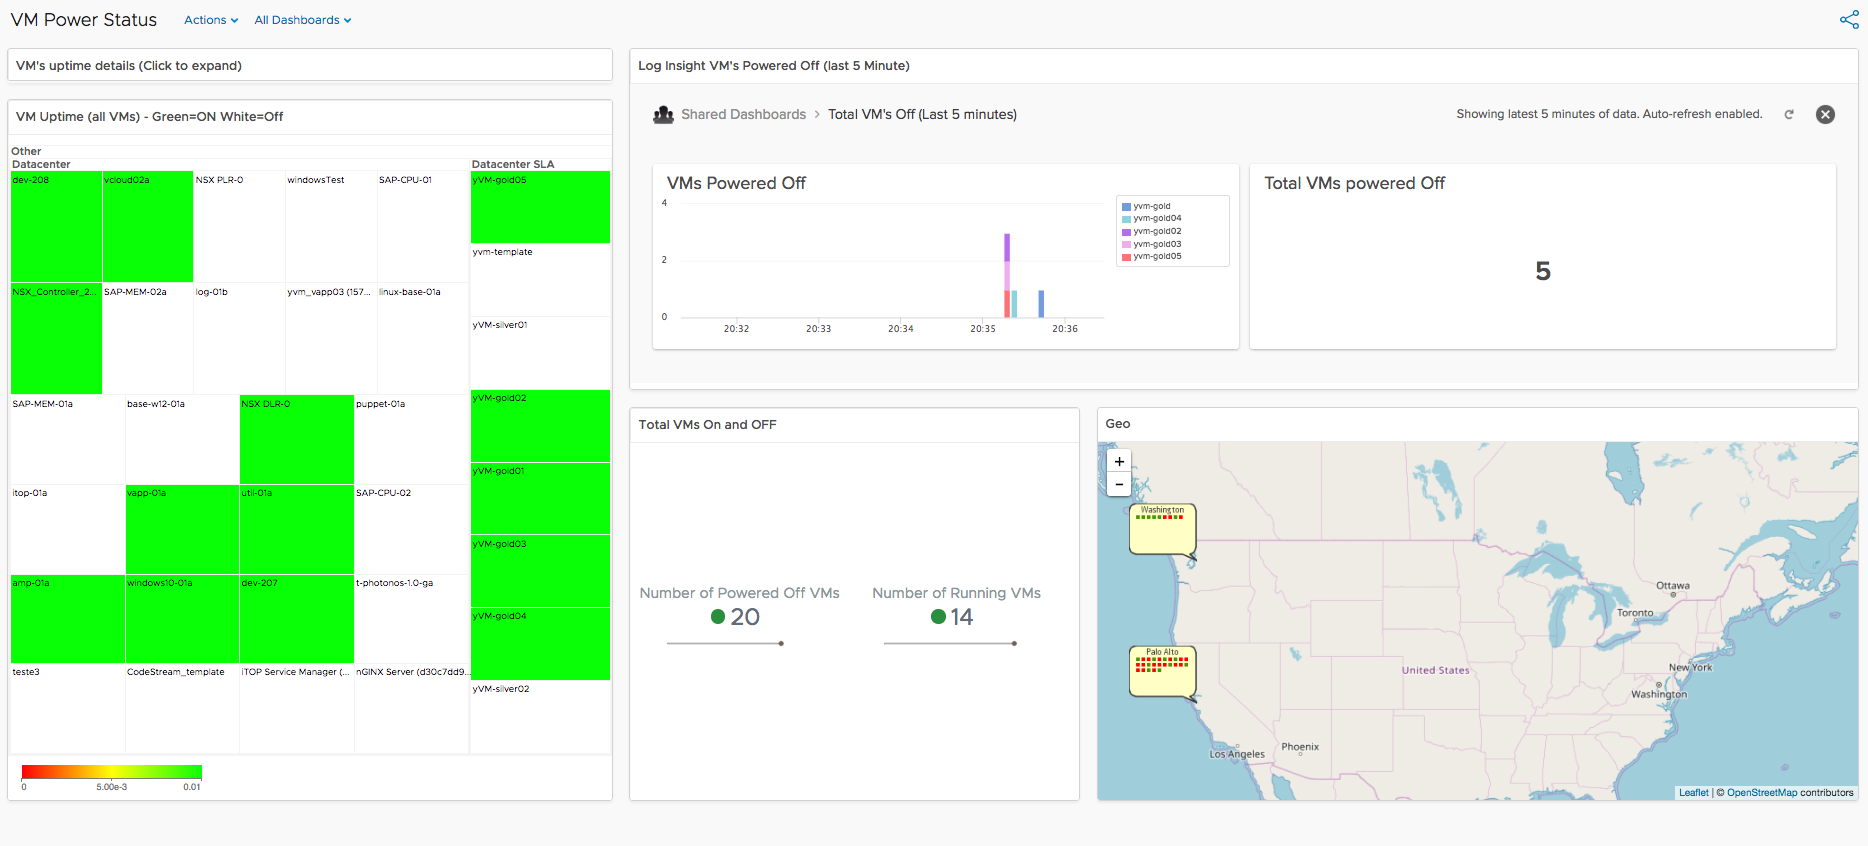 VM Power Status
Actions
All Dashboards
VM's uptime details (Click to expand)
VM Uptime (all VMs) - Green=ON White=Off
Other
Datacenter
Datacenter SLA
dev-208
vcloud02a
NSX PLR-0
windowsTest
SAP-CPU-01
NSX_Controller_2...
SAP-MEM-02a
log-01b
yvm_vapp03 (157...
linux-base-01a
SAP-MEM-01a
base-w12-01a
NSX DLR-0
puppet-01a
itop-01a
vapp-01a
util-01a
SAP-CPU-02
amp-01a
windows10-01a
dev-207
t-photonos-1.0-ga
teste3
CodeStream_template
iTOP Service Manager (...
nGINX Server (d30c7dd9...
yVM-gold05
yvm-template
yVM-silver01
yVM-gold02
yVM-gold01
yVM-gold03
yVM-gold04
yVM-silver02
0
5.00e-3
0.01
Log Insight VM's Powered Off (last 5 Minute)
Shared Dashboards > Total VM's Off (Last 5 minutes)
Showing latest 5 minutes of data. Auto-refresh enabled.
VMs Powered Off
4
2
0
20:32
20:33
20:34
20:35
20:36
yvm-gold
yvm-gold04
yvm-gold02
yvm-gold03
yvm-gold05
Total VMs powered Off
5
Total VMs On and OFF
Number of Powered Off VMs
20
Number of Running VMs
14
Geo
+
-
Washington
Palo Alto
Ottawa
Toronto
New York
United States
Washington
Phoenix
Los Angeles
Leaflet | © OpenStreetMap contributors